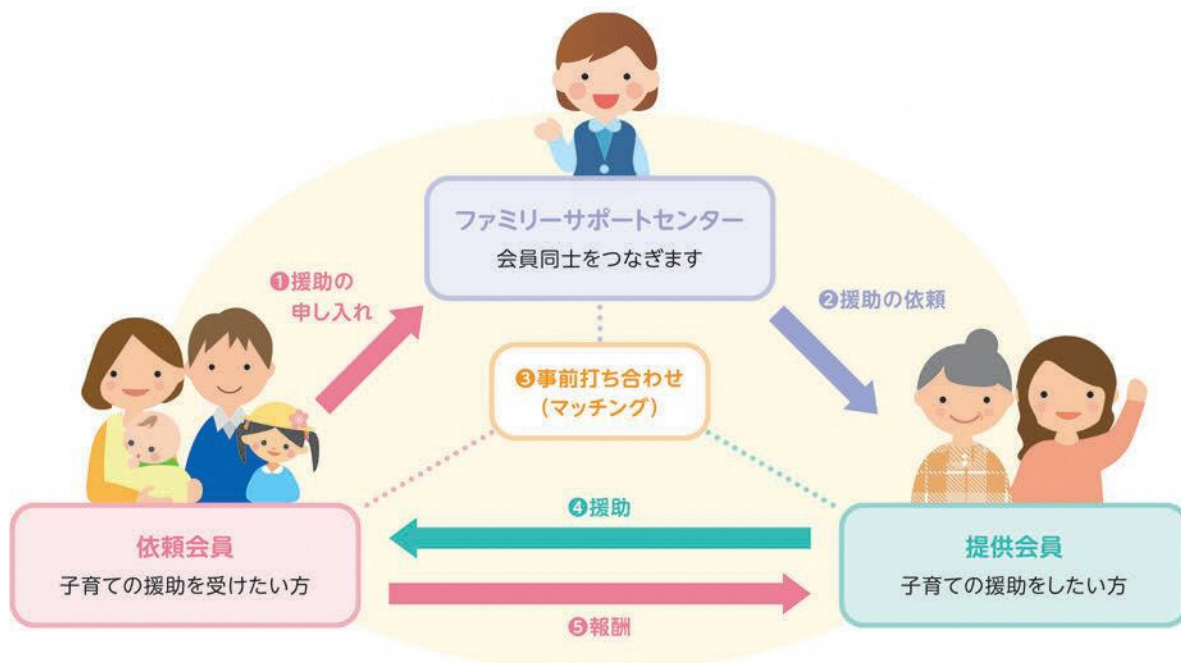 ファミリーサポートセンター
会員同士をつなぎます
❶援助の
申し入れ
❷援助の依頼
❸事前打ち合わせ
(マッチング)
❹援助
依頼会員
子育ての援助を受けたい方
提供会員
子育ての援助をしたい方
❺報酬